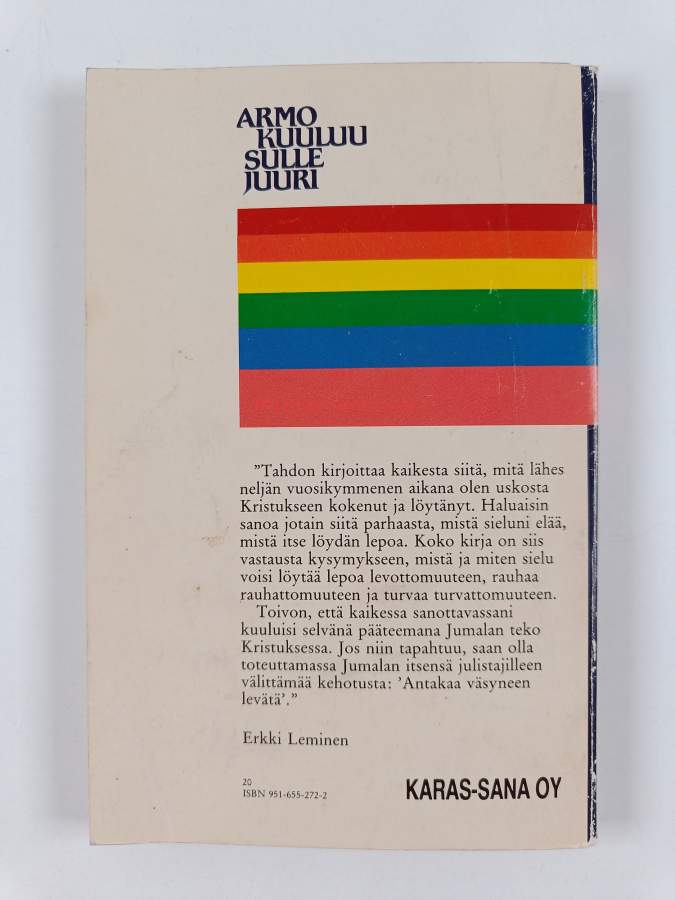 ARMO
KUULUU
SULLE
JUURI
”Tahdon kirjoittaa kaikesta siitä, mitä lähes
neljän vuosikymmenen aikana olen uskosta
Kristukseen kokenut ja löytänyt. Haluaisin
sanoa jotain siitä parhaasta, mistä sieluni elää,
mistä itse löydän lepoa. Koko kirja on siis
vastausta kysymykseen, mistä ja miten sielu
voisi löytää lepoa levottomuuteen, rauhaa
rauhattomuuteen ja turvaa turvattomuuteen.
Toivon, että kaikessa sanottavassani
kuuluisi selvänä pääteemana Jumalan teko
Kristuksessa. Jos niin tapahtuu, saan olla
toteuttamassa Jumalan itsensä julistajilleen
välittämää kehotusta: ’Antakaa väsyneen
levätä’.”
Erkki Leminen
20
ISBN 951-655-272-2
KARAS-SANA OY